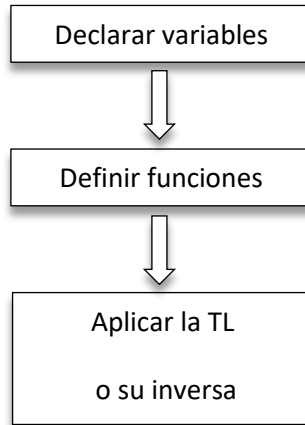 Declarar variables
Definir funciones
Aplicar la TL
o su inversa